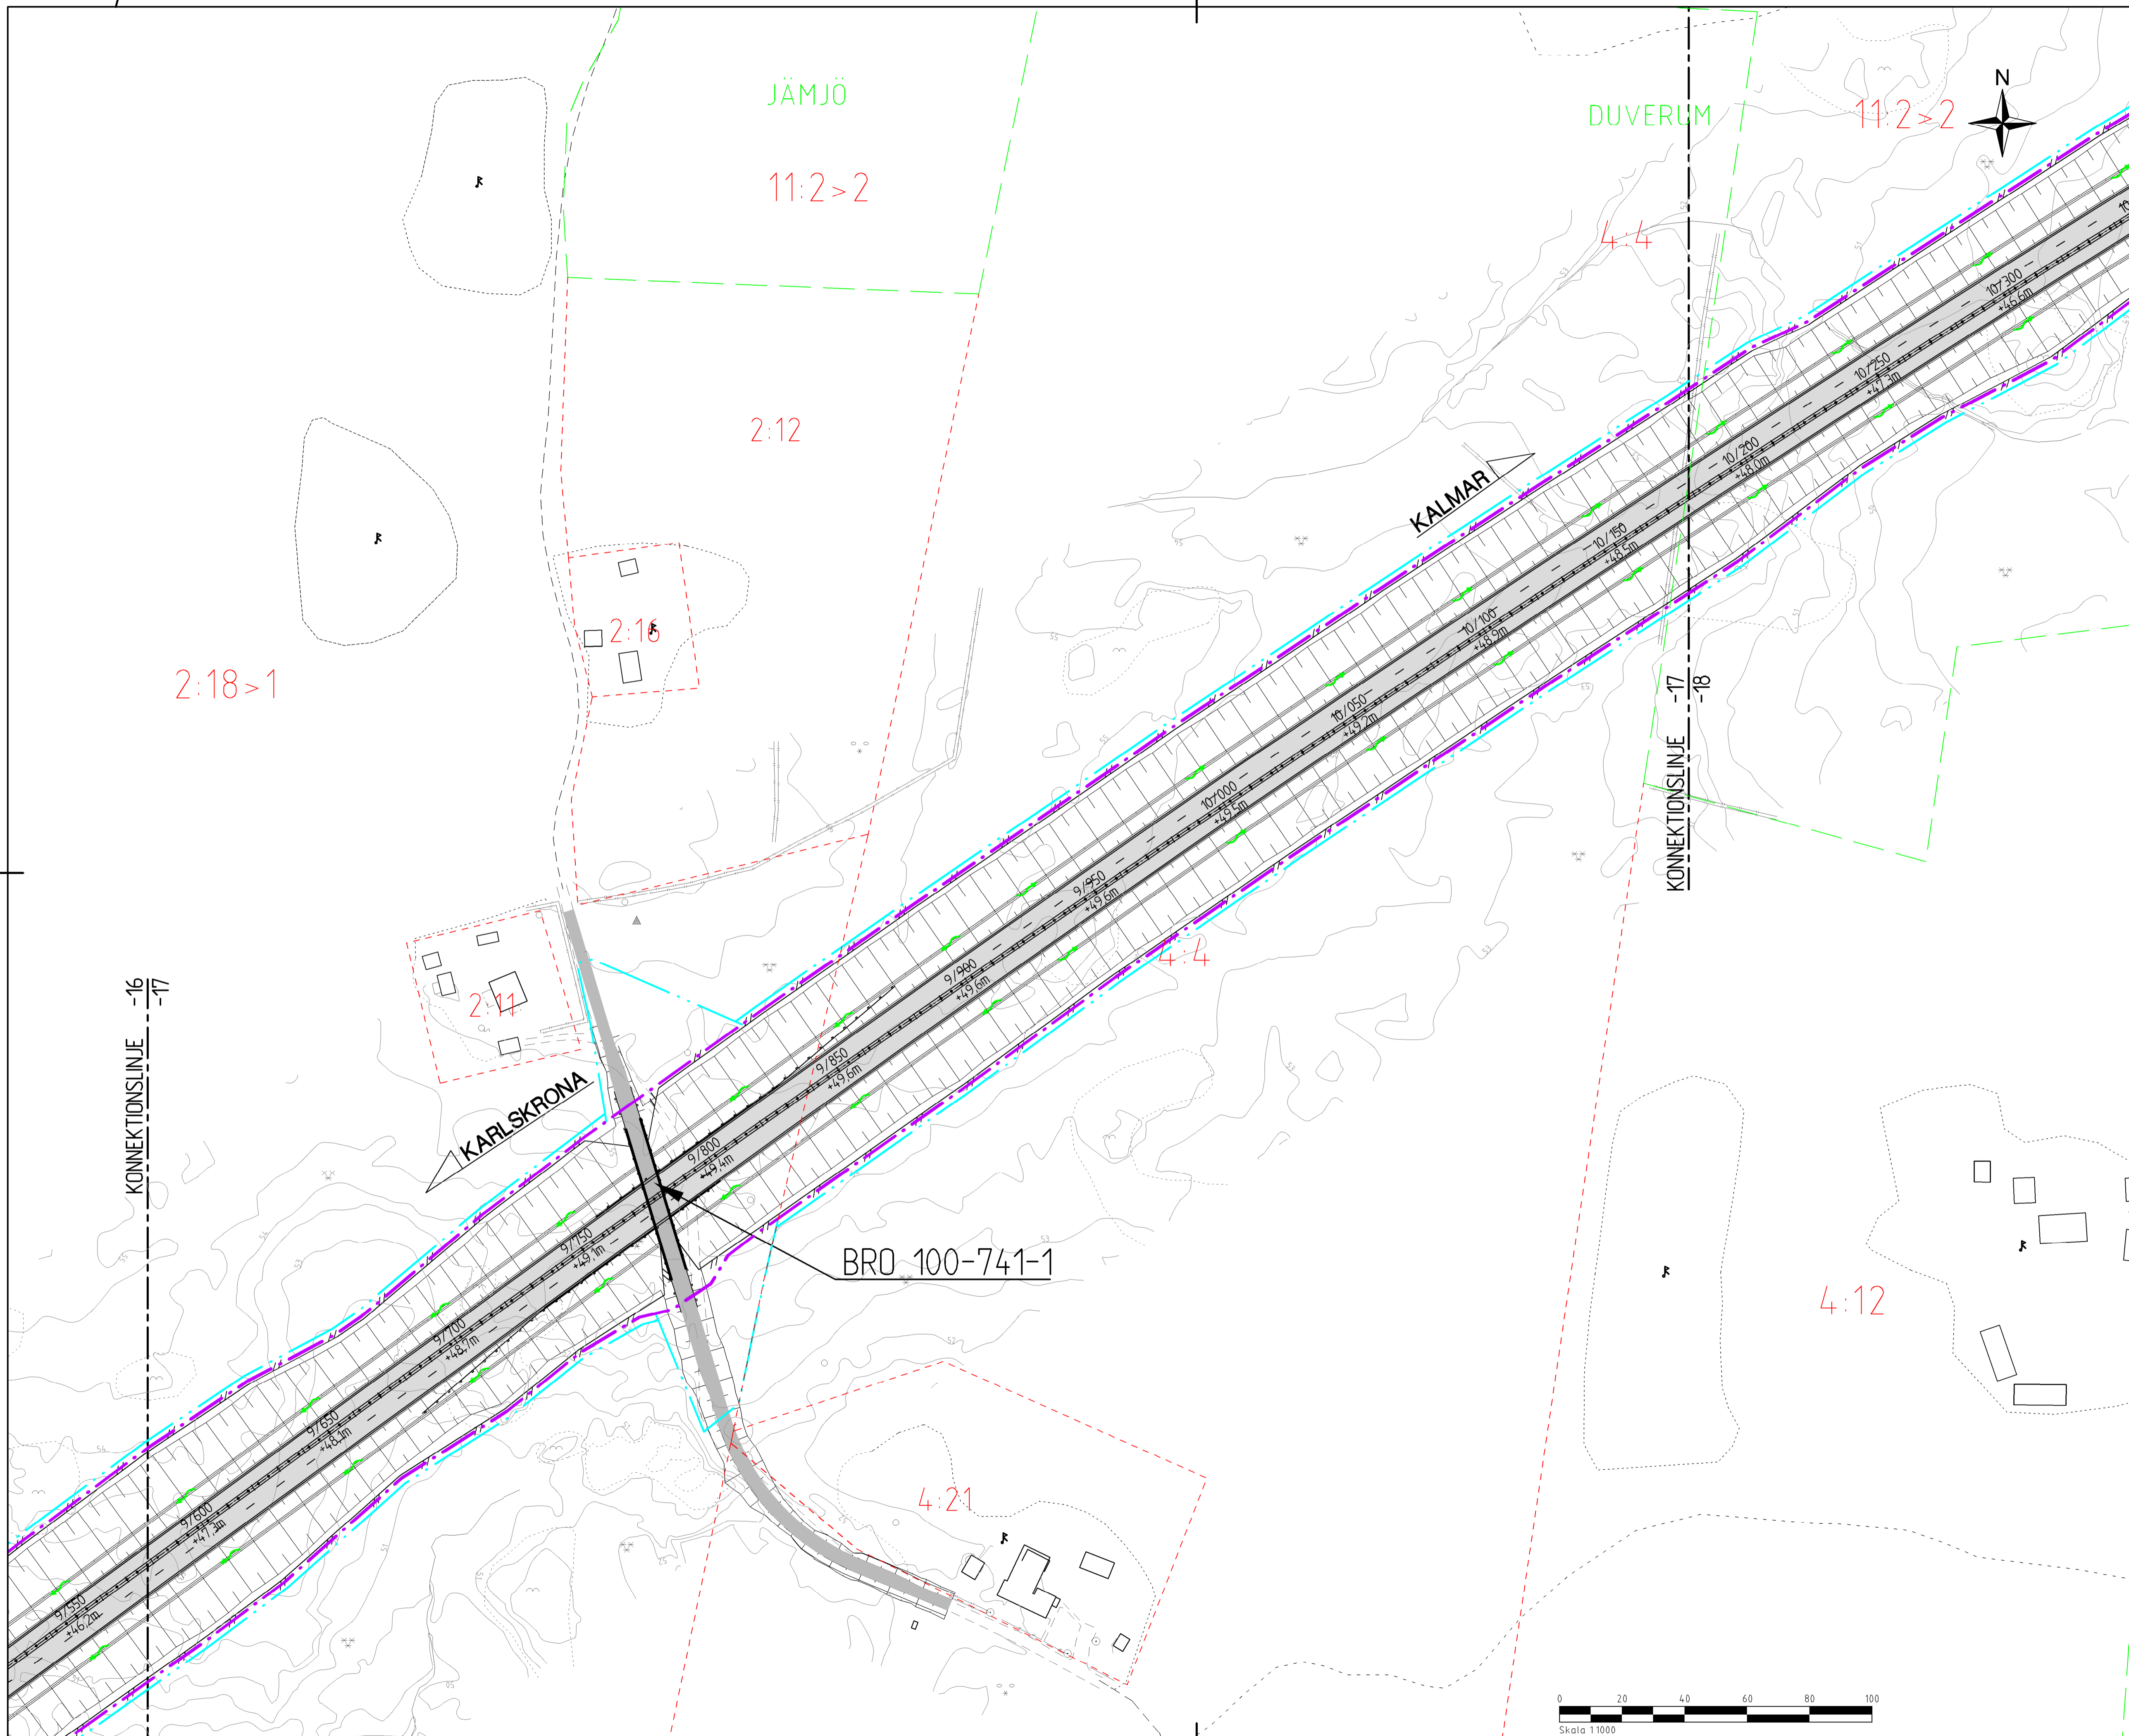 JÄMJÖ
DUVERUM
11:2>2
N
11:2>2
4:4
2:12
2:16
2:18>1
KALMAR
10/300
+46,6m
10/250
+47,3m
10/200
+48,0m
10/150
+48,5m
10/100
+48,9m
10/050
+49,2m
10/000
+49,5m
9/950
+49,6m
9/900
+49,6m
9/850
+49,6m
9/800
+49,4m
9/750
+49,1m
9/700
+48,7m
9/650
+48,1m
9/600
+47,3m
9/550
+46,2m
KONNEKTIONSLINJE -17
-18
4:4
2:11
KONNEKTIONSLINJE -16
-17
KARLSKRONA
BRO 100-741-1
4:12
4:21
0 20 40 60 80 100
Skala 1:1000